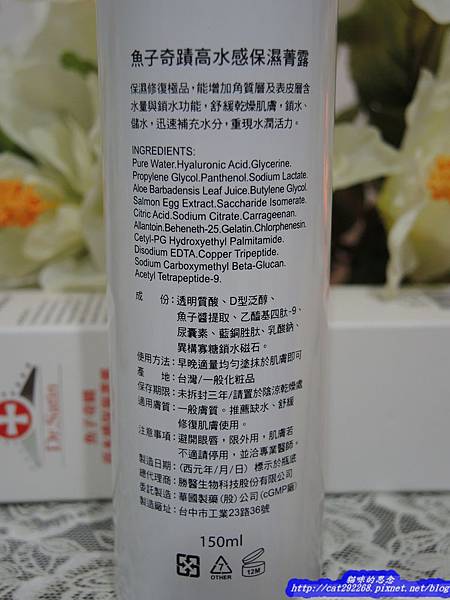 魚子奇蹟高水感保濕菁露
保濕修復極品，能增加角質層及表皮層含
水量與鎖水功能，舒緩乾燥肌膚，鎖水、
儲水，迅速補充水分，重現水潤活力。
INGREDIENTS:
Pure Water.Hyaluronic Acid.Glycerine.
Propylene Glycol.Panthenol.Sodium Lactate.
Aloe Barbadensis Leaf Juice.Butylene Glycol.
Salmon Egg Extract.Saccharide Isomerate.
Citric Acid.Sodium Citrate.Carrageenan.
Allantoin.Beheneth-25.Gelatin.Chlorphenesin.
Cetyl-PG Hydroxyethyl Palmitamide.
Disodium EDTA.Copper Tripeptide.
Sodium Carboxymethyl Beta-Glucan.
Acetyl Tetrapeptide-9.
成 份：透明質酸、D型泛醇、
魚子醬提取、乙醯基四肽-9、
尿囊素、藍銅胜肽、乳酸鈉、
異構寡糖鎖水磁石。
使用方法：早晚適量均勻塗抹於肌膚即可
產 地：台灣/一般化粧品
保存期限：未拆封三年/請置於陰涼乾燥處
適用膚質：一般膚質。推薦缺水、舒緩
修復肌膚使用。
注意事項：避開眼唇，限外用，肌膚若
不適請停用，並洽專業醫師。
製造日期：(西元年/月/日) 標示於瓶底
總代理商：勝醫生物科技股份有限公司
委託製造：華國製藥(股)公司(cGMP廠)
製造廠址：台中市工業23路36號
150ml
7
OTHER
12M
Dr.Satin
魚子奇蹟
貓咪的思念
http://cat292268.pixnet.net/blog